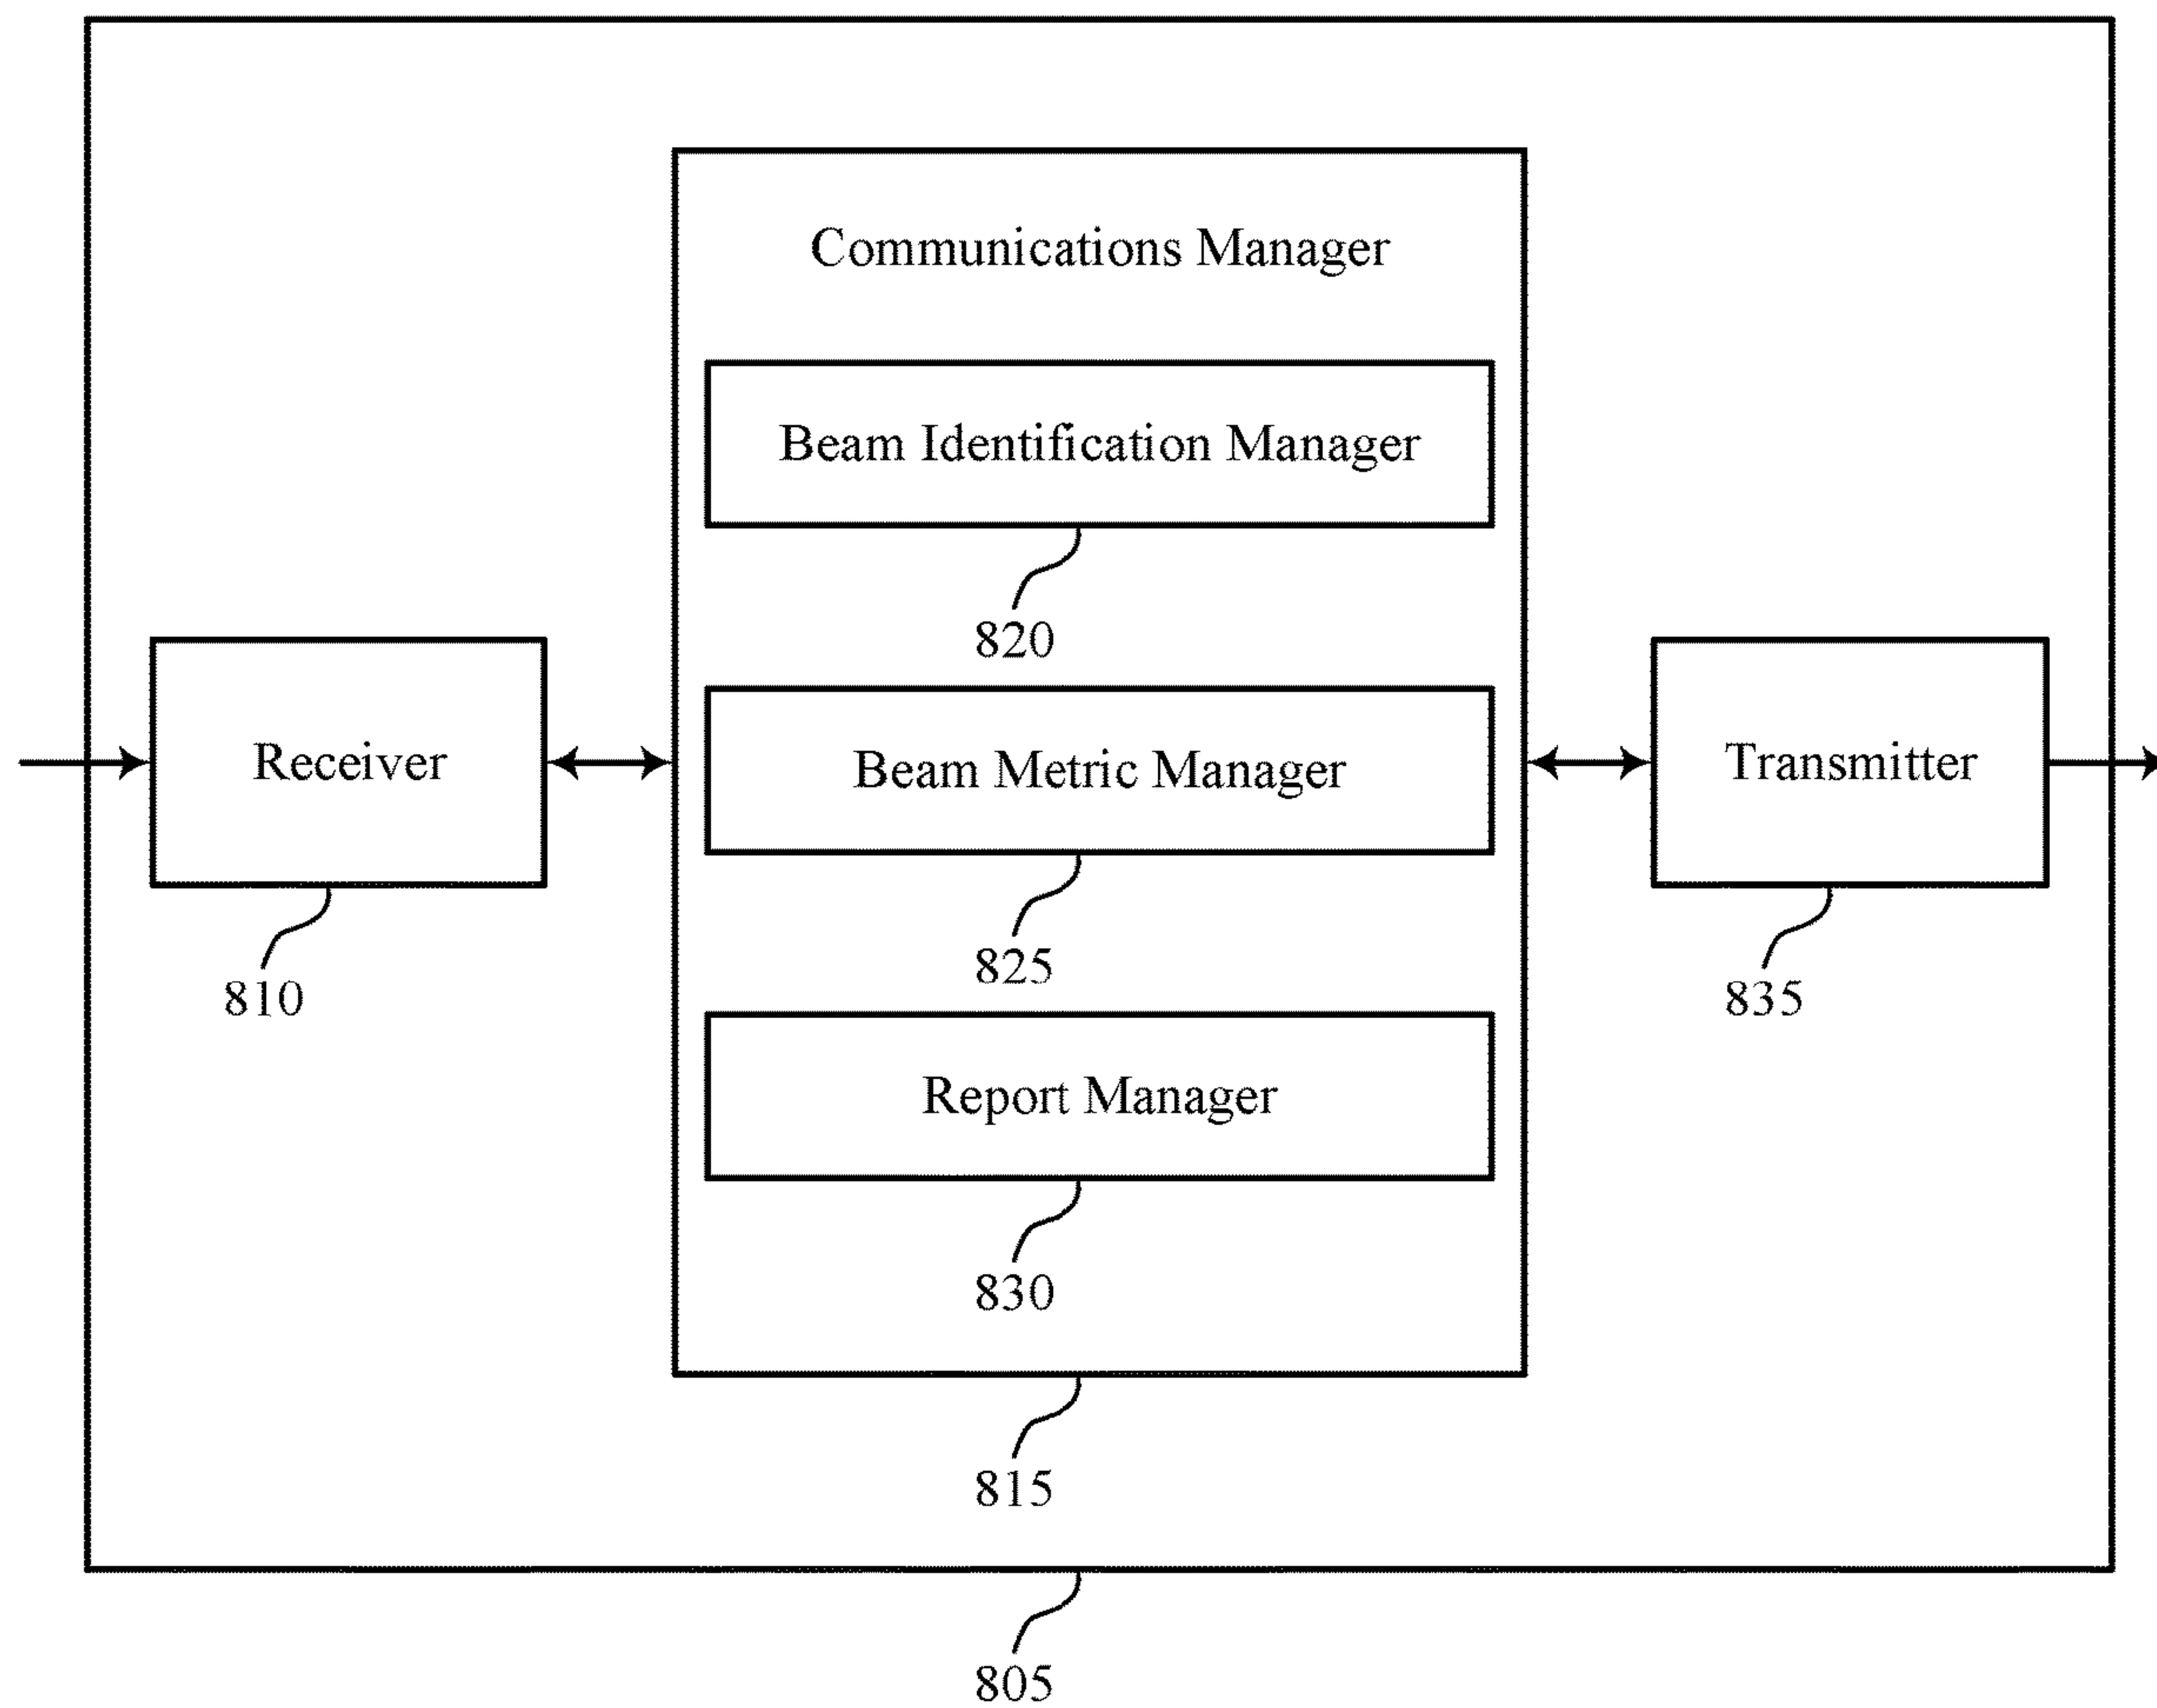 Communications Manager
Beam Identification Manager
820
Receiver
810
Beam Metric Manager
825
Transmitter
835
Report Manager
830
815
805